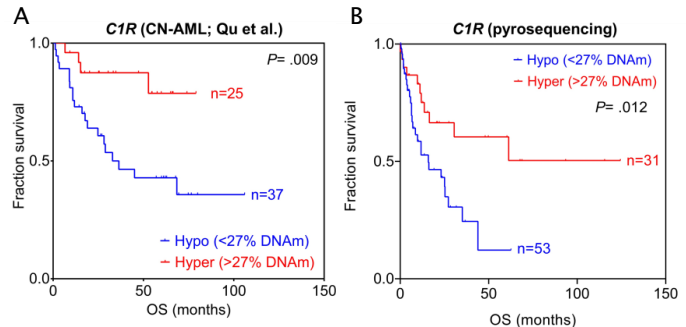 A
C1R (CN-AML; Qu et al.)
P= .009
n=25
n=37
Hypo (<27% DNAm)
Hyper (>27% DNAm)
Fraction survival
1.0
0.5
0.0
0
50
100
150
OS (months)
B
C1R (pyrosequencing)
Hypo (<27% DNAm)
Hyper (>27% DNAm)
P= .012
n=31
n=53
Fraction survival
1.0
0.5
0.0
0
50
100
150
OS (months)